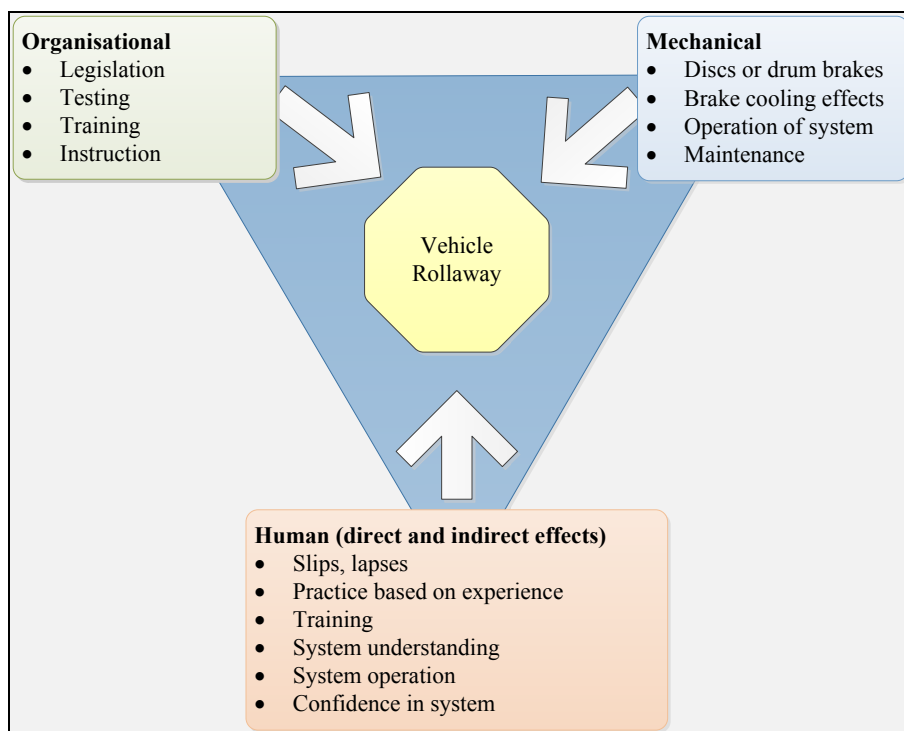 Organisational
• Legislation
• Testing
• Training
• Instruction
Mechanical
• Discs or drum brakes
• Brake cooling effects
• Operation of system
• Maintenance
Vehicle
Rollaway
Human (direct and indirect effects)
• Slips, lapses
• Practice based on experience
• Training
• System understanding
• System operation
• Confidence in system